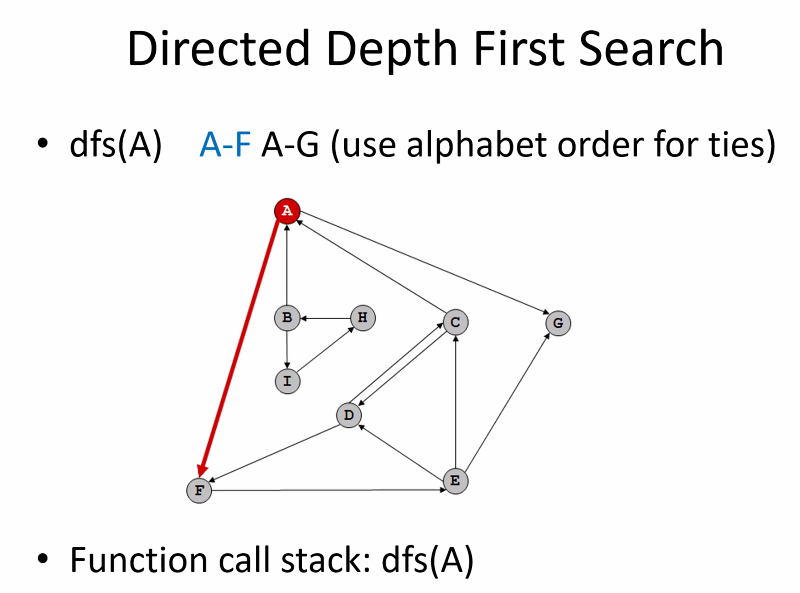 Directed Depth First Search
• dfs(A) A-F A-G (use alphabet order for ties)
A
B
H
C
G
I
D
E
F
• Function call stack: dfs(A)